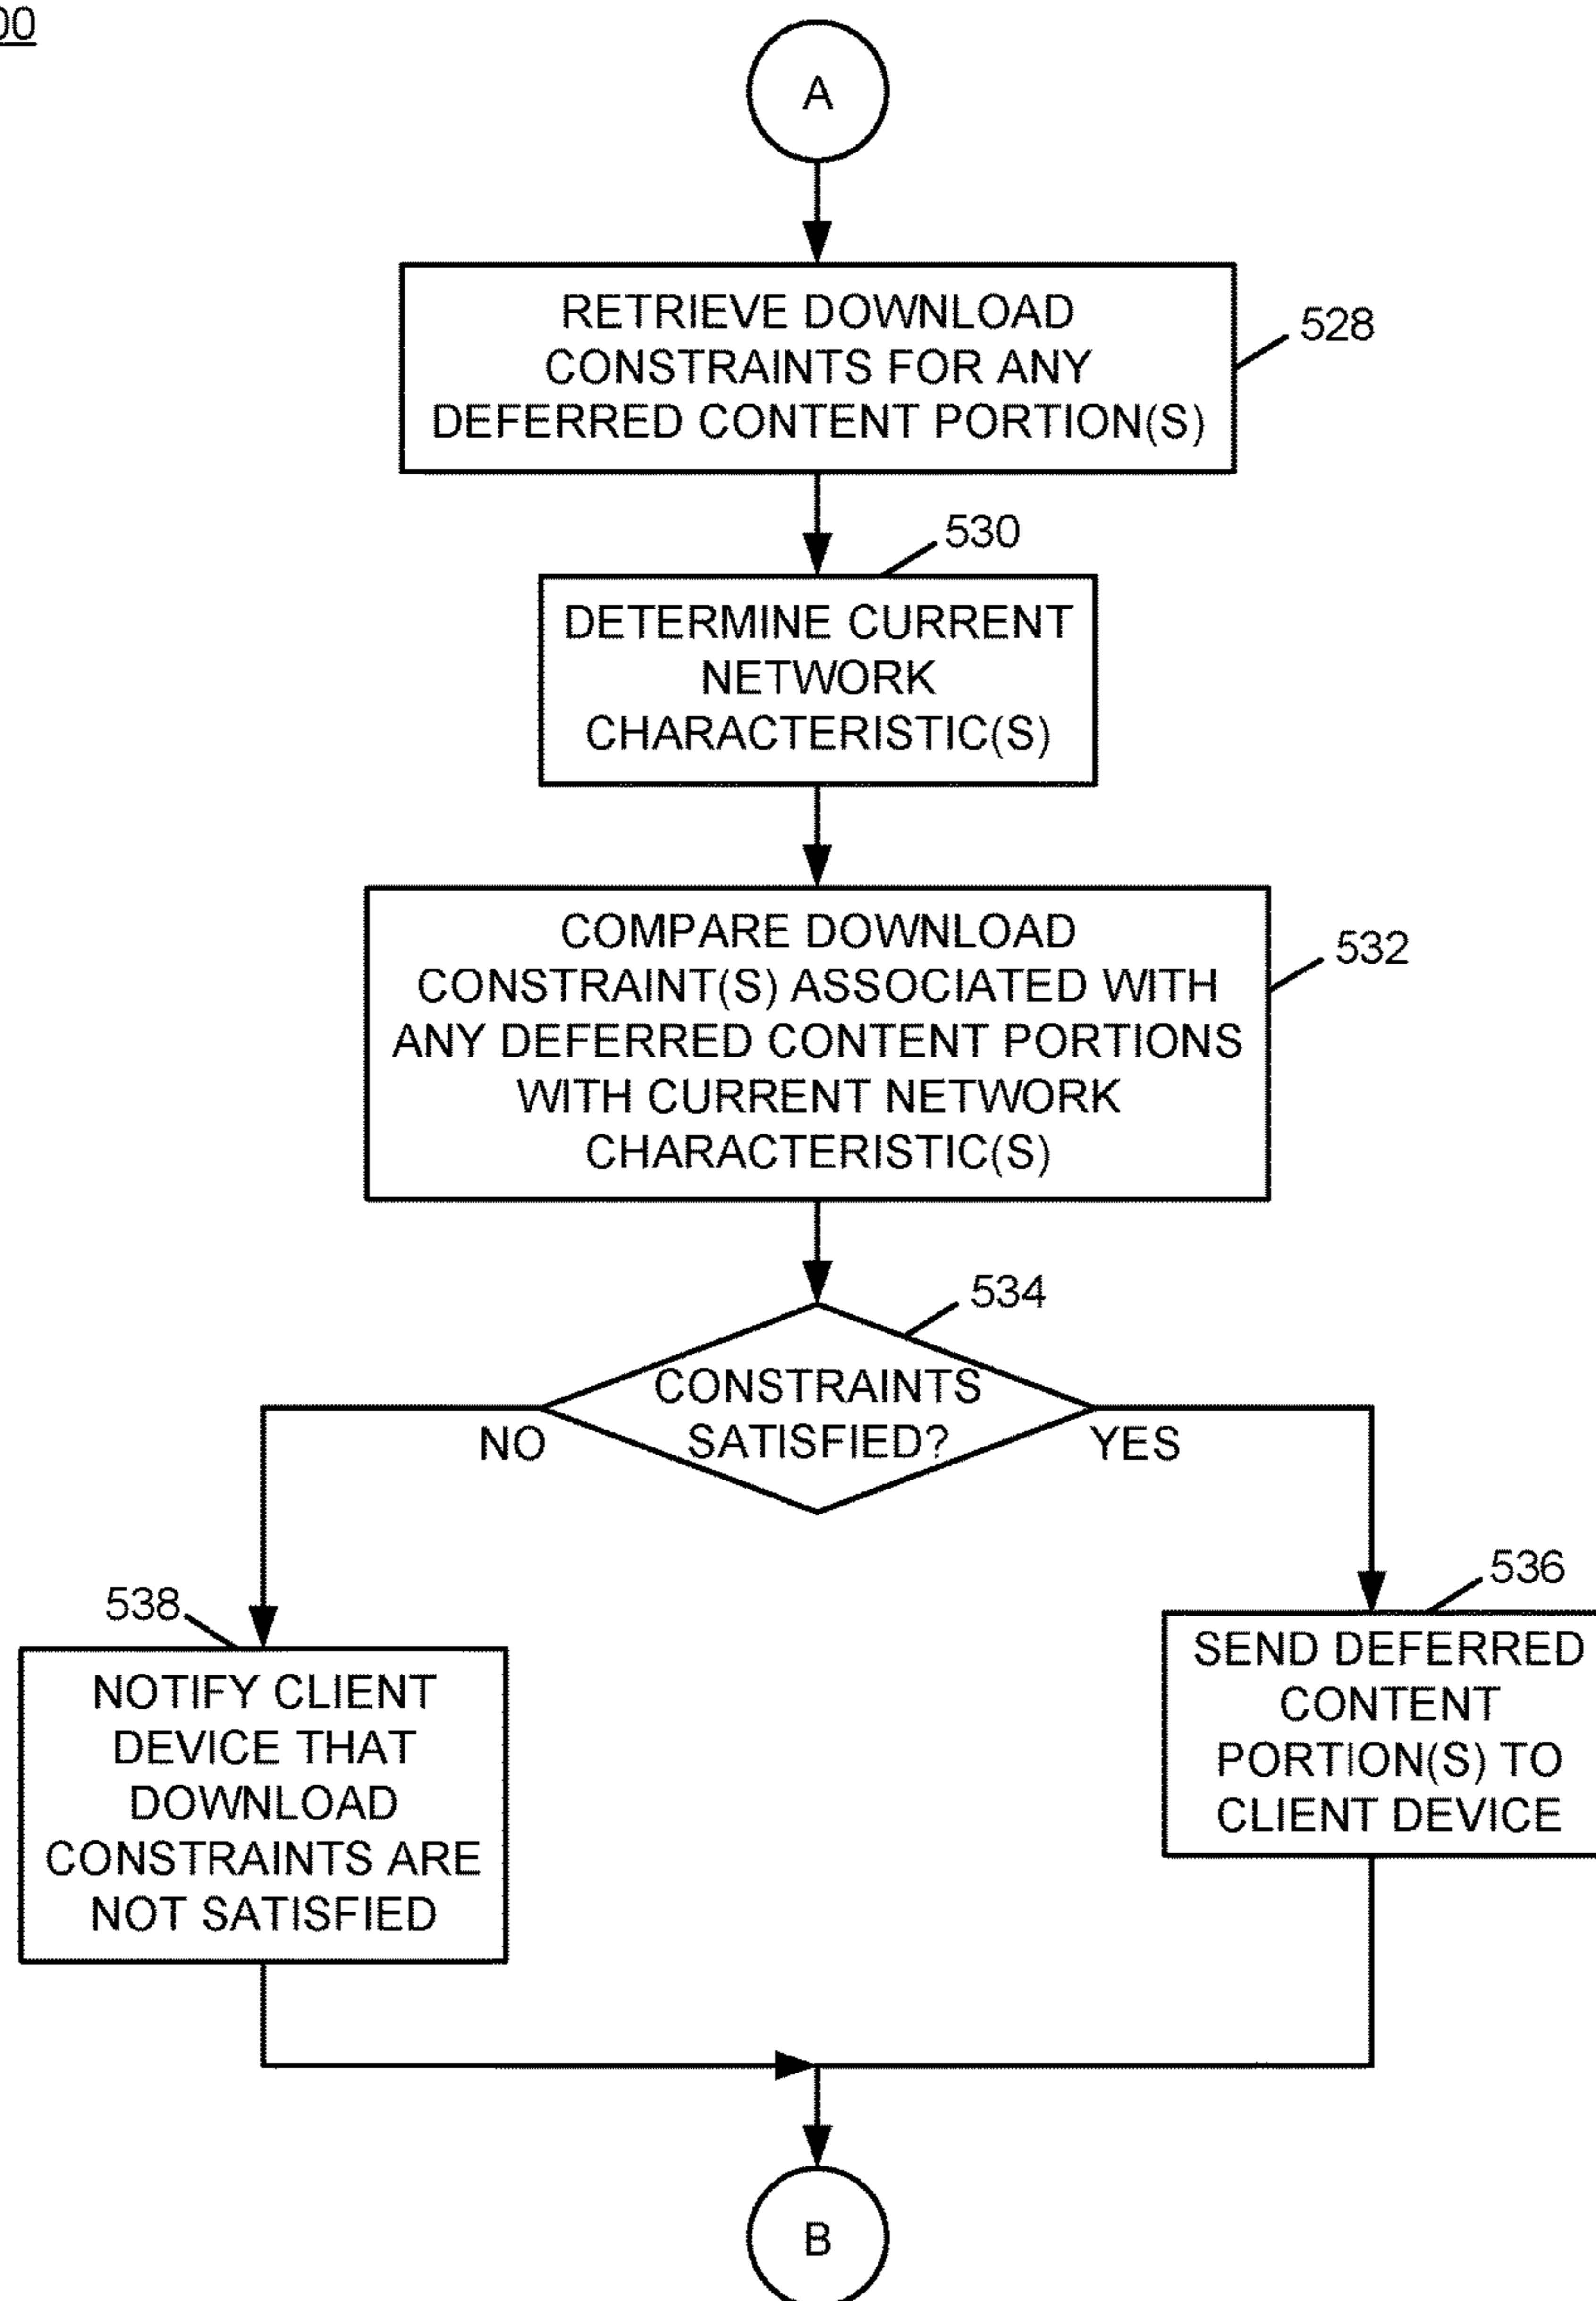 00
A
RETRIEVE DOWNLOAD
CONSTRAINTS FOR ANY
DEFERRED CONTENT PORTION(S)
528
530
DETERMINE CURRENT
NETWORK
CHARACTERISTIC(S)
COMPARE DOWNLOAD
CONSTRAINT(S) ASSOCIATED WITH
ANY DEFERRED CONTENT PORTIONS
WITH CURRENT NETWORK
CHARACTERISTIC(S)
532
534
CONSTRAINTS
SATISFIED?
NO
YES
538
NOTIFY CLIENT
DEVICE THAT
DOWNLOAD
CONSTRAINTS ARE
NOT SATISFIED
536
SEND DEFERRED
CONTENT
PORTION(S) TO
CLIENT DEVICE
B